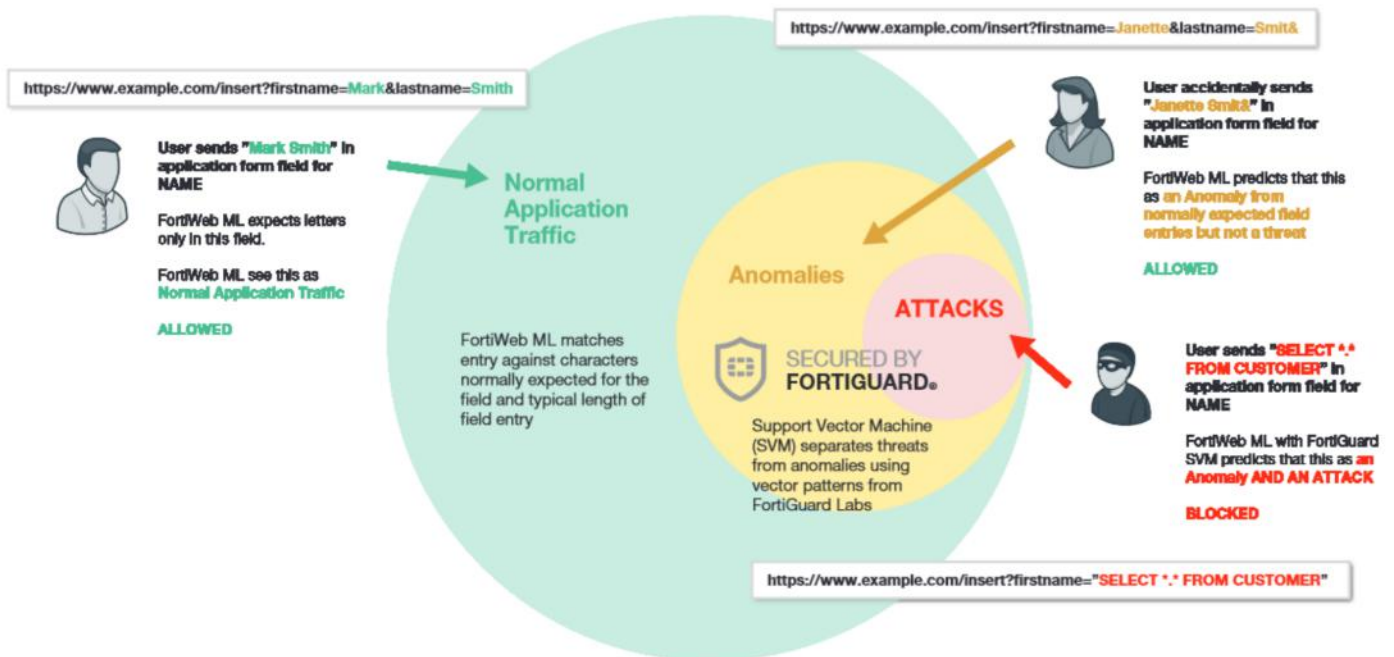 https://www.example.com/insert?firstname=Janette&lastname=Smit&
https://www.example.com/insert?firstname=Mark&lastname=Smith
User sends "Mark Smith" in
application form field for
NAME
FortiWeb ML expects letters
only in this field.
FortiWeb ML see this as
Normal Application Traffic
ALLOWED
Normal
Application
Traffic
FortiWeb ML matches
entry against characters
normally expected for the
field and typical length of
field entry
User accidentally sends
"Janette Smit&" in
application form field for
NAME
FortiWeb ML predicts that this
as an Anomaly from
normally expected field
entries but not a threat
ALLOWED
Anomalies
ATTACKS
SECURED BY
FORTIGUARD®
Support Vector Machine
(SVM) separates threats
from anomalies using
vector patterns from
FortiGuard Labs
User sends "SELECT *.*
FROM CUSTOMER" in
application form field for
NAME
FortiWeb ML with FortiGuard
SVM predicts that this as an
Anomaly AND AN ATTACK
BLOCKED
https://www.example.com/insert?firstname="SELECT *.* FROM CUSTOMER"